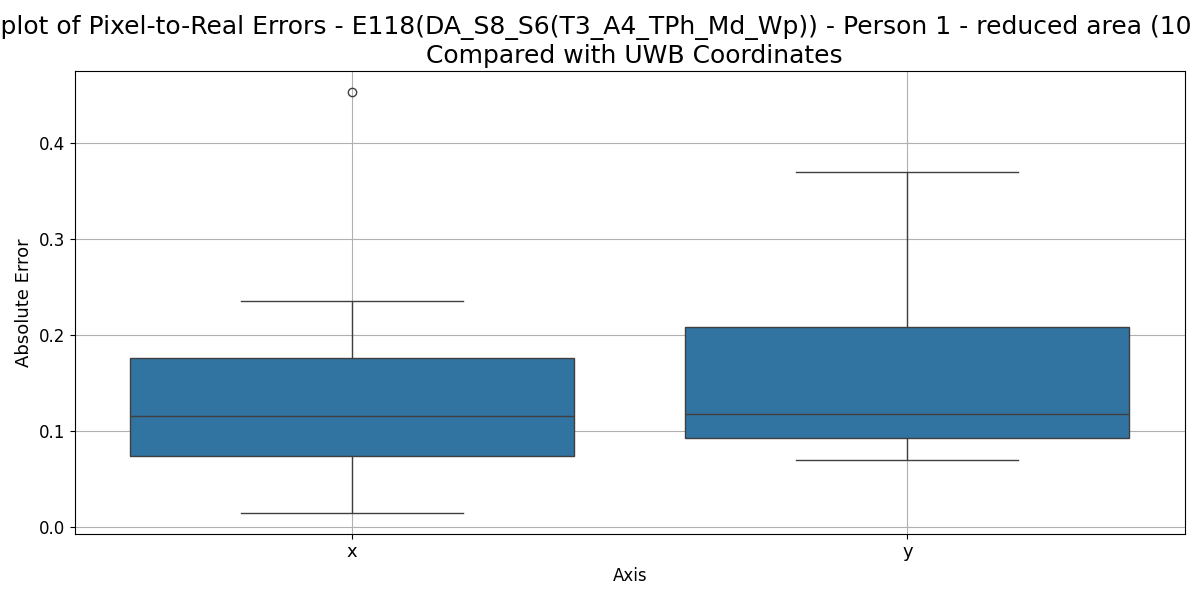 plot of Pixel-to-Real Errors - E118(DA_S8_S6(T3_A4_TPh_Md_Wp)) - Person 1 - reduced area (10
Compared with UWB Coordinates
Absolute Error
0.4
0.3
0.2
0.1
0.0
x
y
Axis